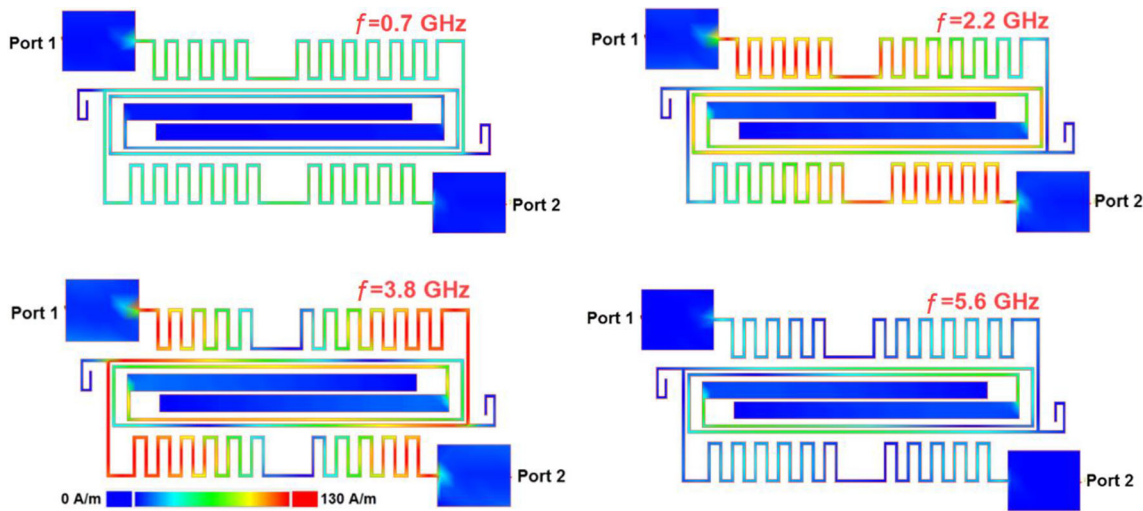 ƒ=0.7 GHz
Port 1
Port 2
ƒ=2.2 GHz
Port 1
Port 2
ƒ=3.8 GHz
Port 1
Port 2
0 A/m 130 A/m
ƒ=5.6 GHz
Port 1
Port 2